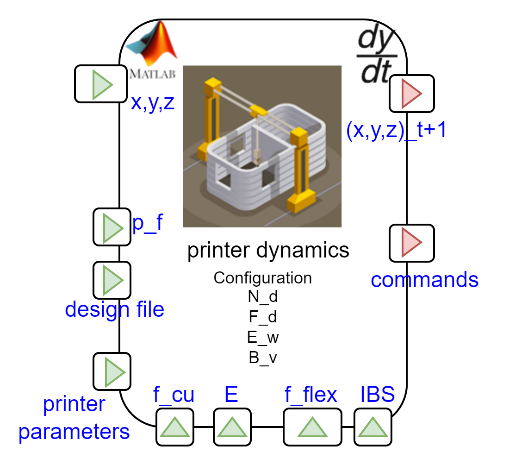 MATLAB
dy
dt
x,y,z
(x,y,z)_t+1
p_f
printer dynamics
Configuration
N_d
F_d
E_w
B_v
commands
design file
f_cu
E
f_flex
IBS
printer
parameters